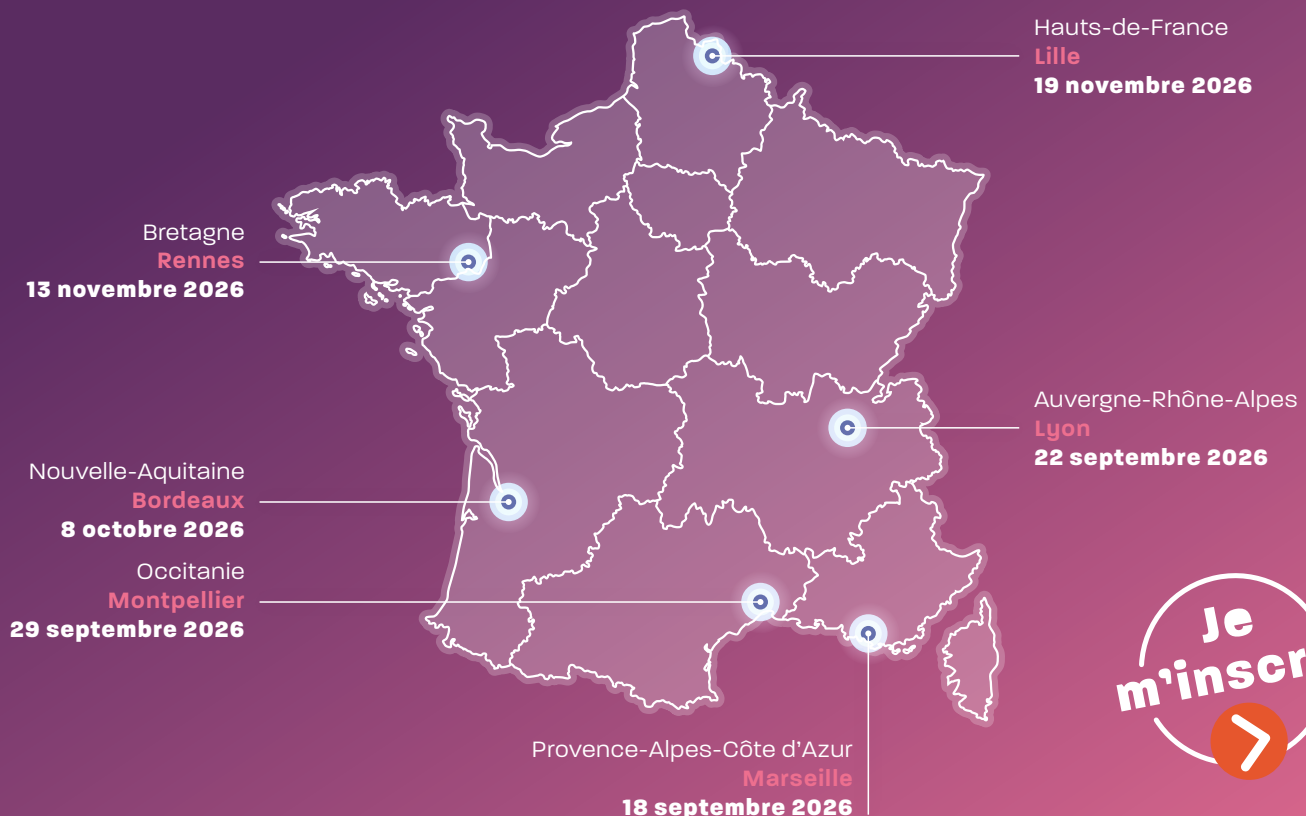 Hauts-de-France
Lille
19 novembre 2026
Bretagne
Rennes
13 novembre 2026
Auvergne-Rhône-Alpes
Lyon
22 septembre 2026
Nouvelle-Aquitaine
Bordeaux
8 octobre 2026
Occitanie
Montpellier
29 septembre 2026
Je
m'inscr
Provence-Alpes-Côte d'Azur
Marseille
18 septembre 2026